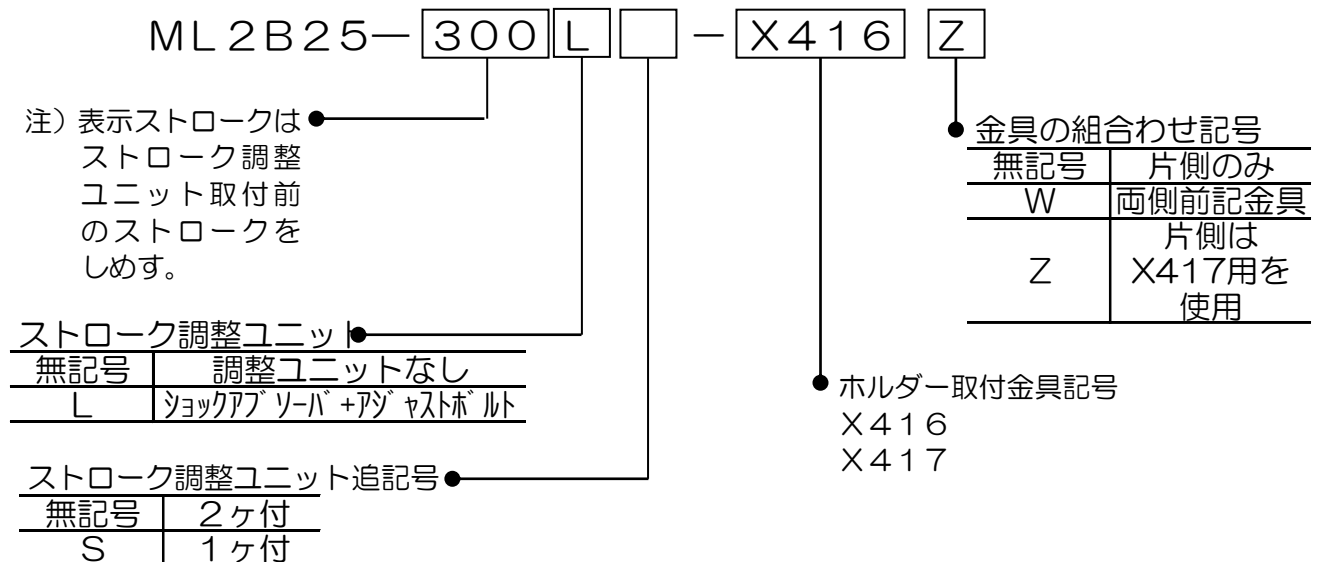 ML2B25-300L - X416 Z
注）表示ストロークは
ストローク調整
ユニット取付前
のストロークを
しめす。
金具の組合わせ記号
無記号 片側のみ
W 両側前記金具
Z 片側は
X417用を
使用
ストローク調整ユニット
無記号 調整ユニットなし
L ショックアブソーバ+アジャストボルト
ホルダー取付金具記号
X416
X417
ストローク調整ユニット追記号
無記号 2ヶ付
S 1ヶ付